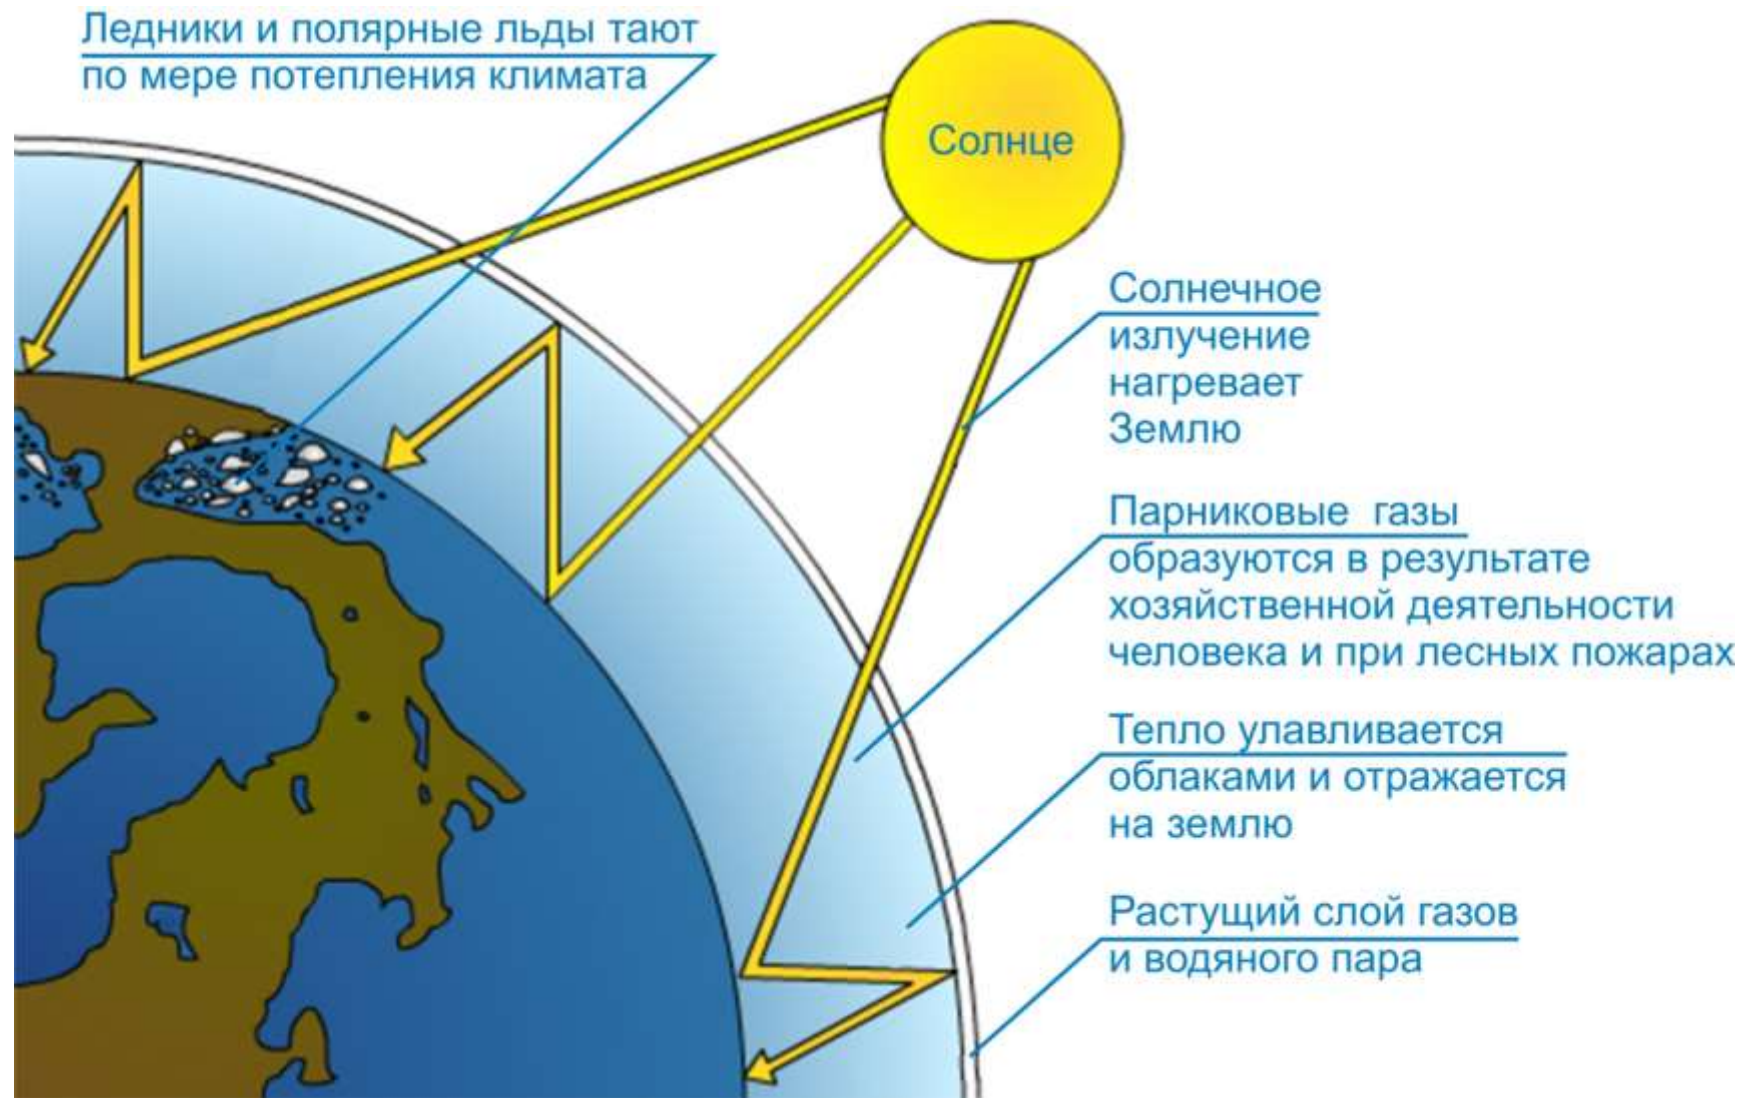 Ледники и полярные льды тают
по мере потепления климата
Солнце
Солнечное
излучение
нагревает
Землю
Парниковые газы
образуются в результате
хозяйственной деятельности
человека и при лесных пожарах
Тепло улавливается
облаками и отражается
на землю
Растущий слой газов
и водяного пара